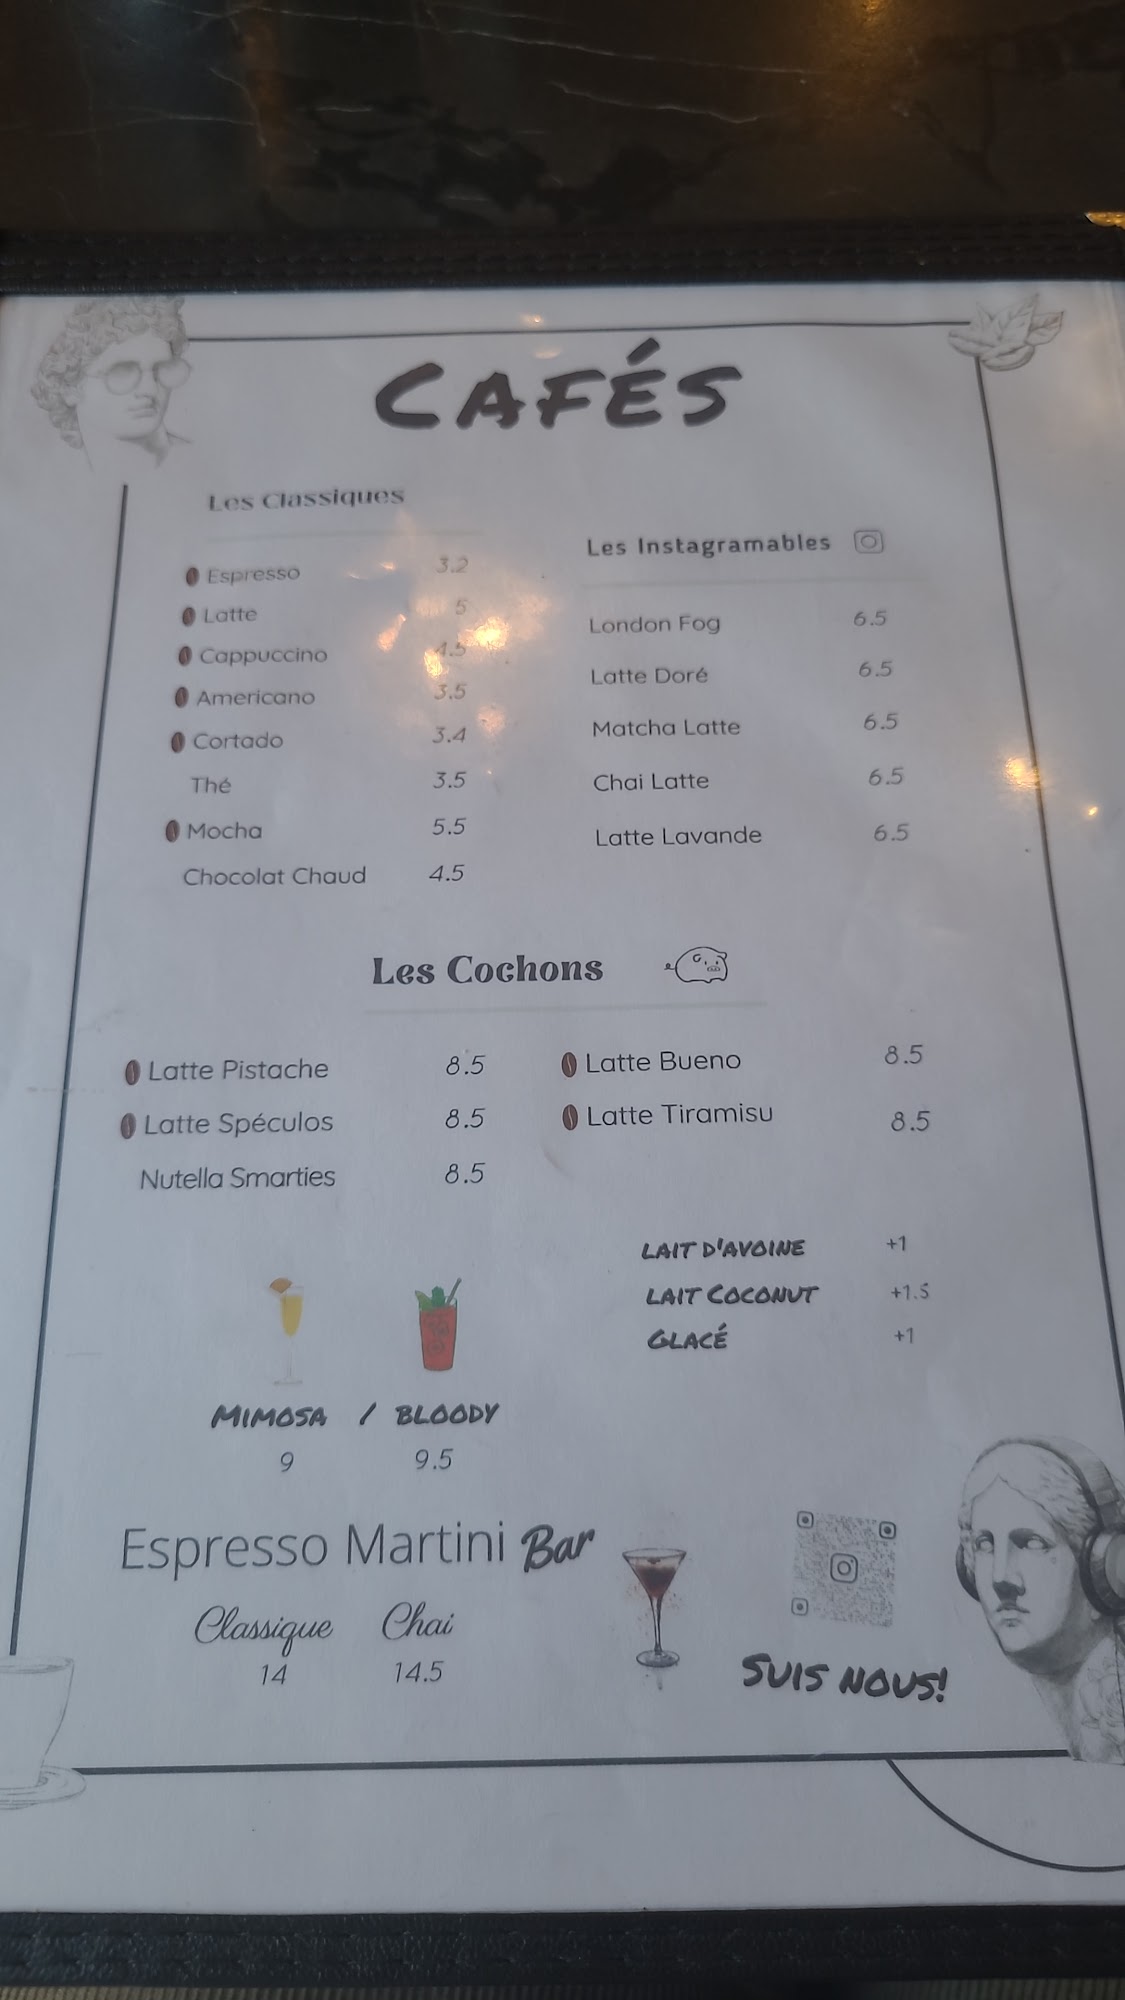 CAFÉS
Les Classiques
Espresso 3.2
Latte 5
Cappuccino 4.5
Americano 3.5
Cortado 3.4
Thé 3.5
Mocha 5.5
Chocolat Chaud 4.5
Les Instagramables
London Fog 6.5
Latte Doré 6.5
Matcha Latte 6.5
Chai Latte 6.5
Latte Lavande 6.5
Les Cochons
Latte Pistache 8.5
Latte Spéculos 8.5
Nutella Smarties 8.5
Latte Bueno 8.5
Latte Tiramisu 8.5
LAIT D'AVOINE +1
LAIT COCONUT +1.5
GLACÉ +1
MIMOSA / BLOODY
9 9.5
Espresso Martini Bar
Classique Chai
14 14.5
SUIS NOUS!